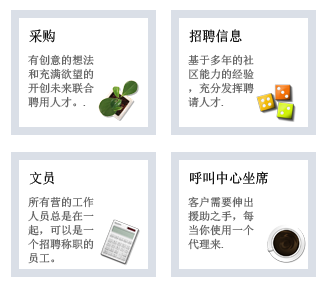 采购
有创意的想法
和充满欲望的
开创未来联合
聘用人才。.
招聘信息
基于多年的社
区能力的经验
，充分发挥聘
请人才.
文员
所有营的工作
人员总是在一
起，可以是一
个招聘称职的
员工。
呼叫中心坐席
客户需要伸出
援助之手，每
当你使用一个
代理来.